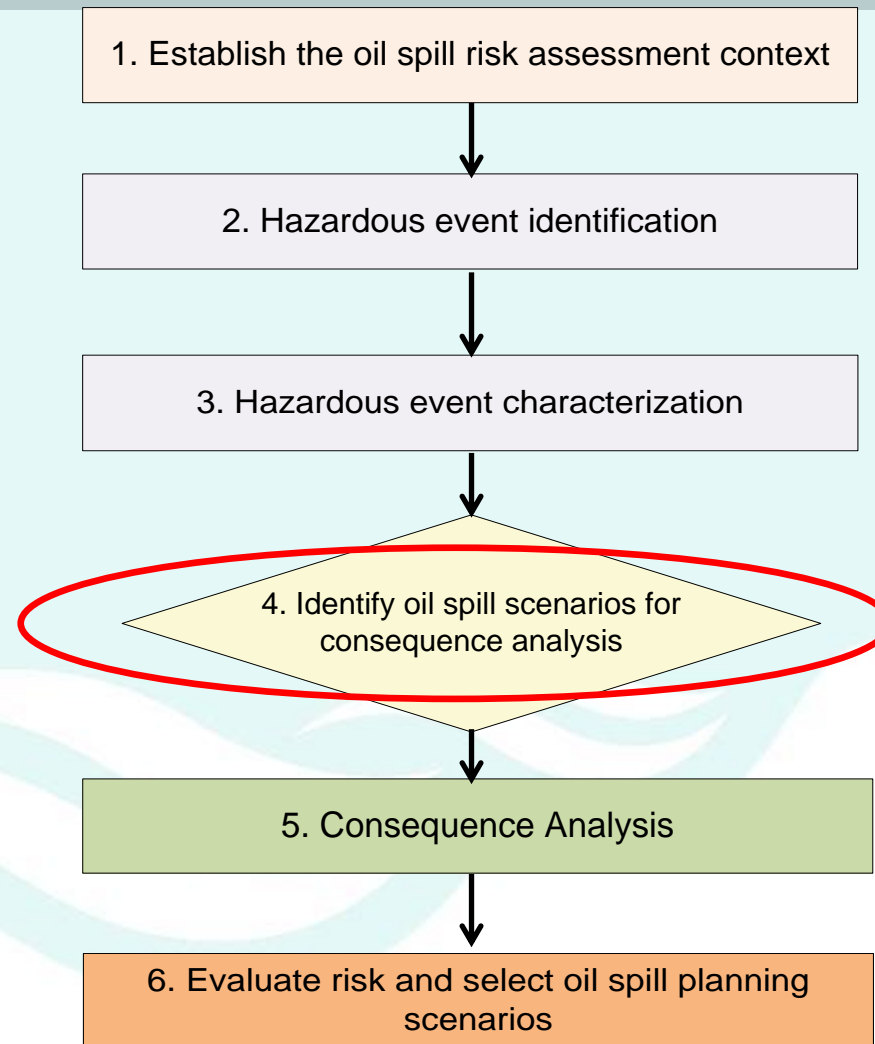 1. Establish the oil spill risk assessment context
2. Hazardous event identification
3. Hazardous event characterization
4. Identify oil spill scenarios for
consequence analysis
5. Consequence Analysis
6. Evaluate risk and select oil spill planning
scenarios